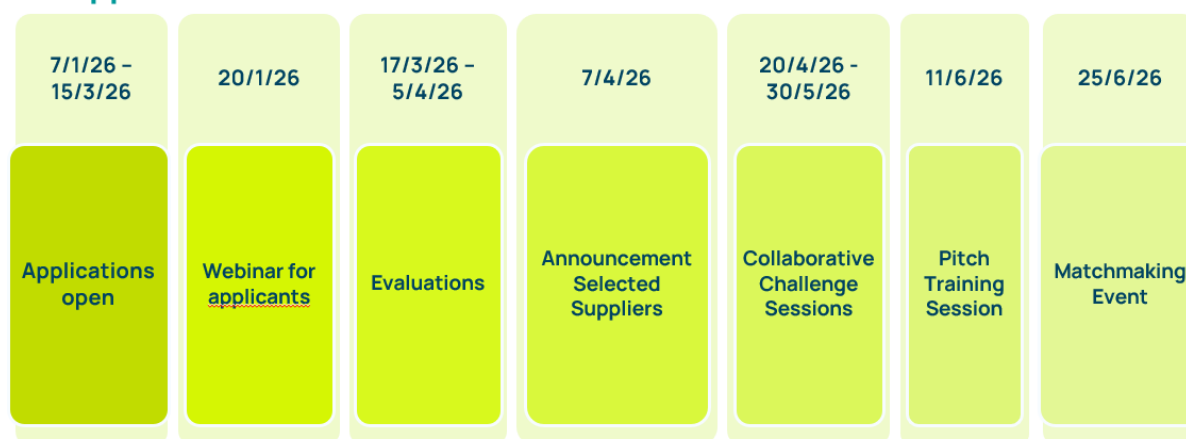 7/1/26 –
15/3/26
20/1/26
17/3/26 –
5/4/26
7/4/26
20/4/26 -
30/5/26
11/6/26
25/6/26
Applications
open
Webinar for
applicants
Evaluations
Announcement
Selected
Suppliers
Collaborative
Challenge
Sessions
Pitch
Training
Session
Matchmaking
Event